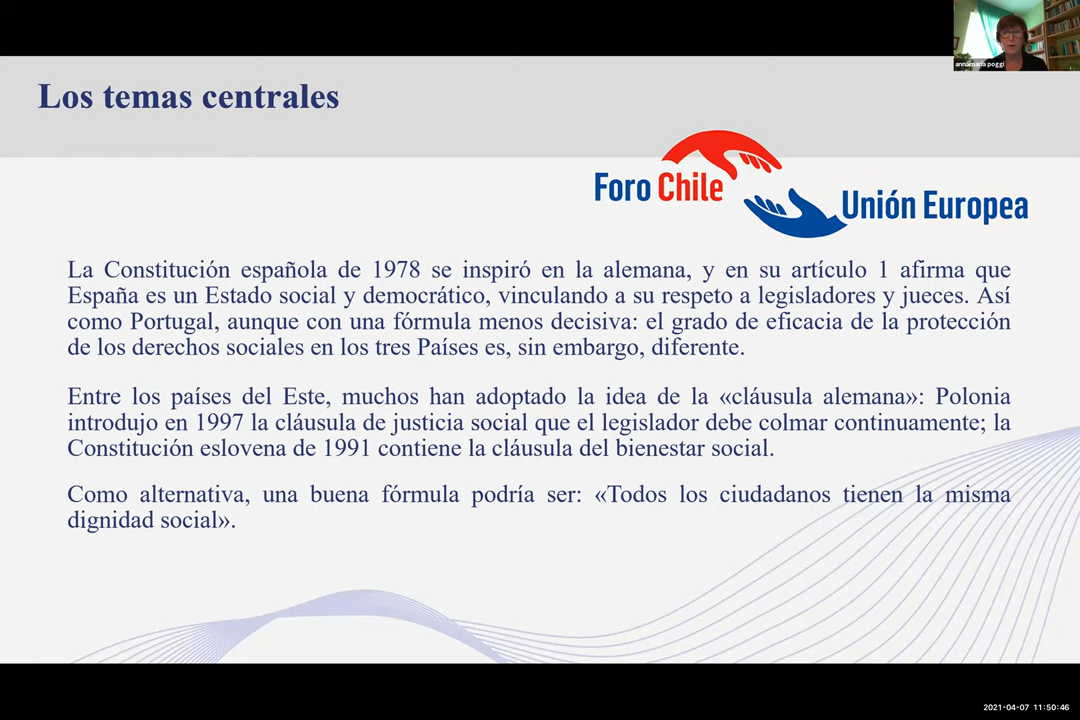 annamaria poggi
Los temas centrales
Foro Chile
Unión Europea
La Constitución española de 1978 se inspiró en la alemana, y en su artículo 1 afirma que
España es un Estado social y democrático, vinculando a su respeto a legisladores y jueces. Así
como Portugal, aunque con una fórmula menos decisiva: el grado de eficacia de la protección
de los derechos sociales en los tres Países es, sin embargo, diferente.
Entre los países del Este, muchos han adoptado la idea de la «cláusula alemana»: Polonia
introdujo en 1997 la cláusula de justicia social que el legislador debe colmar continuamente; la
Constitución eslovena de 1991 contiene la cláusula del bienestar social.
Como alternativa, una buena fórmula podría ser: «Todos los ciudadanos tienen la misma
dignidad social».
2021-04-07 11:50:46